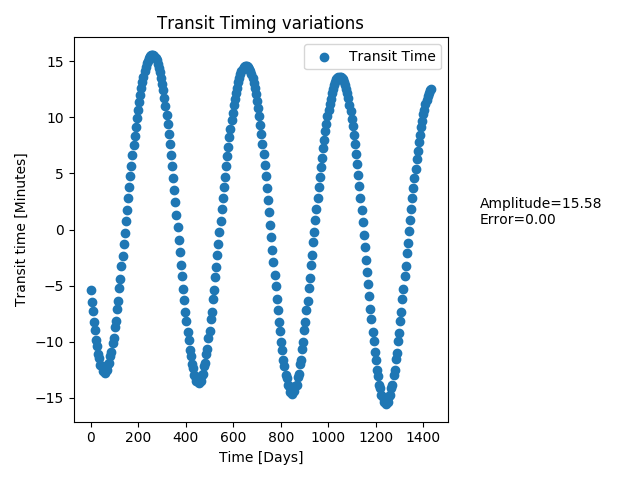 Transit Timing variations
Transit Time
15
10
5
0
−5
−10
−15
Transit time [Minutes]
0 200 400 600 800 1000 1200 1400
Time [Days]
Amplitude=15.58
Error=0.00